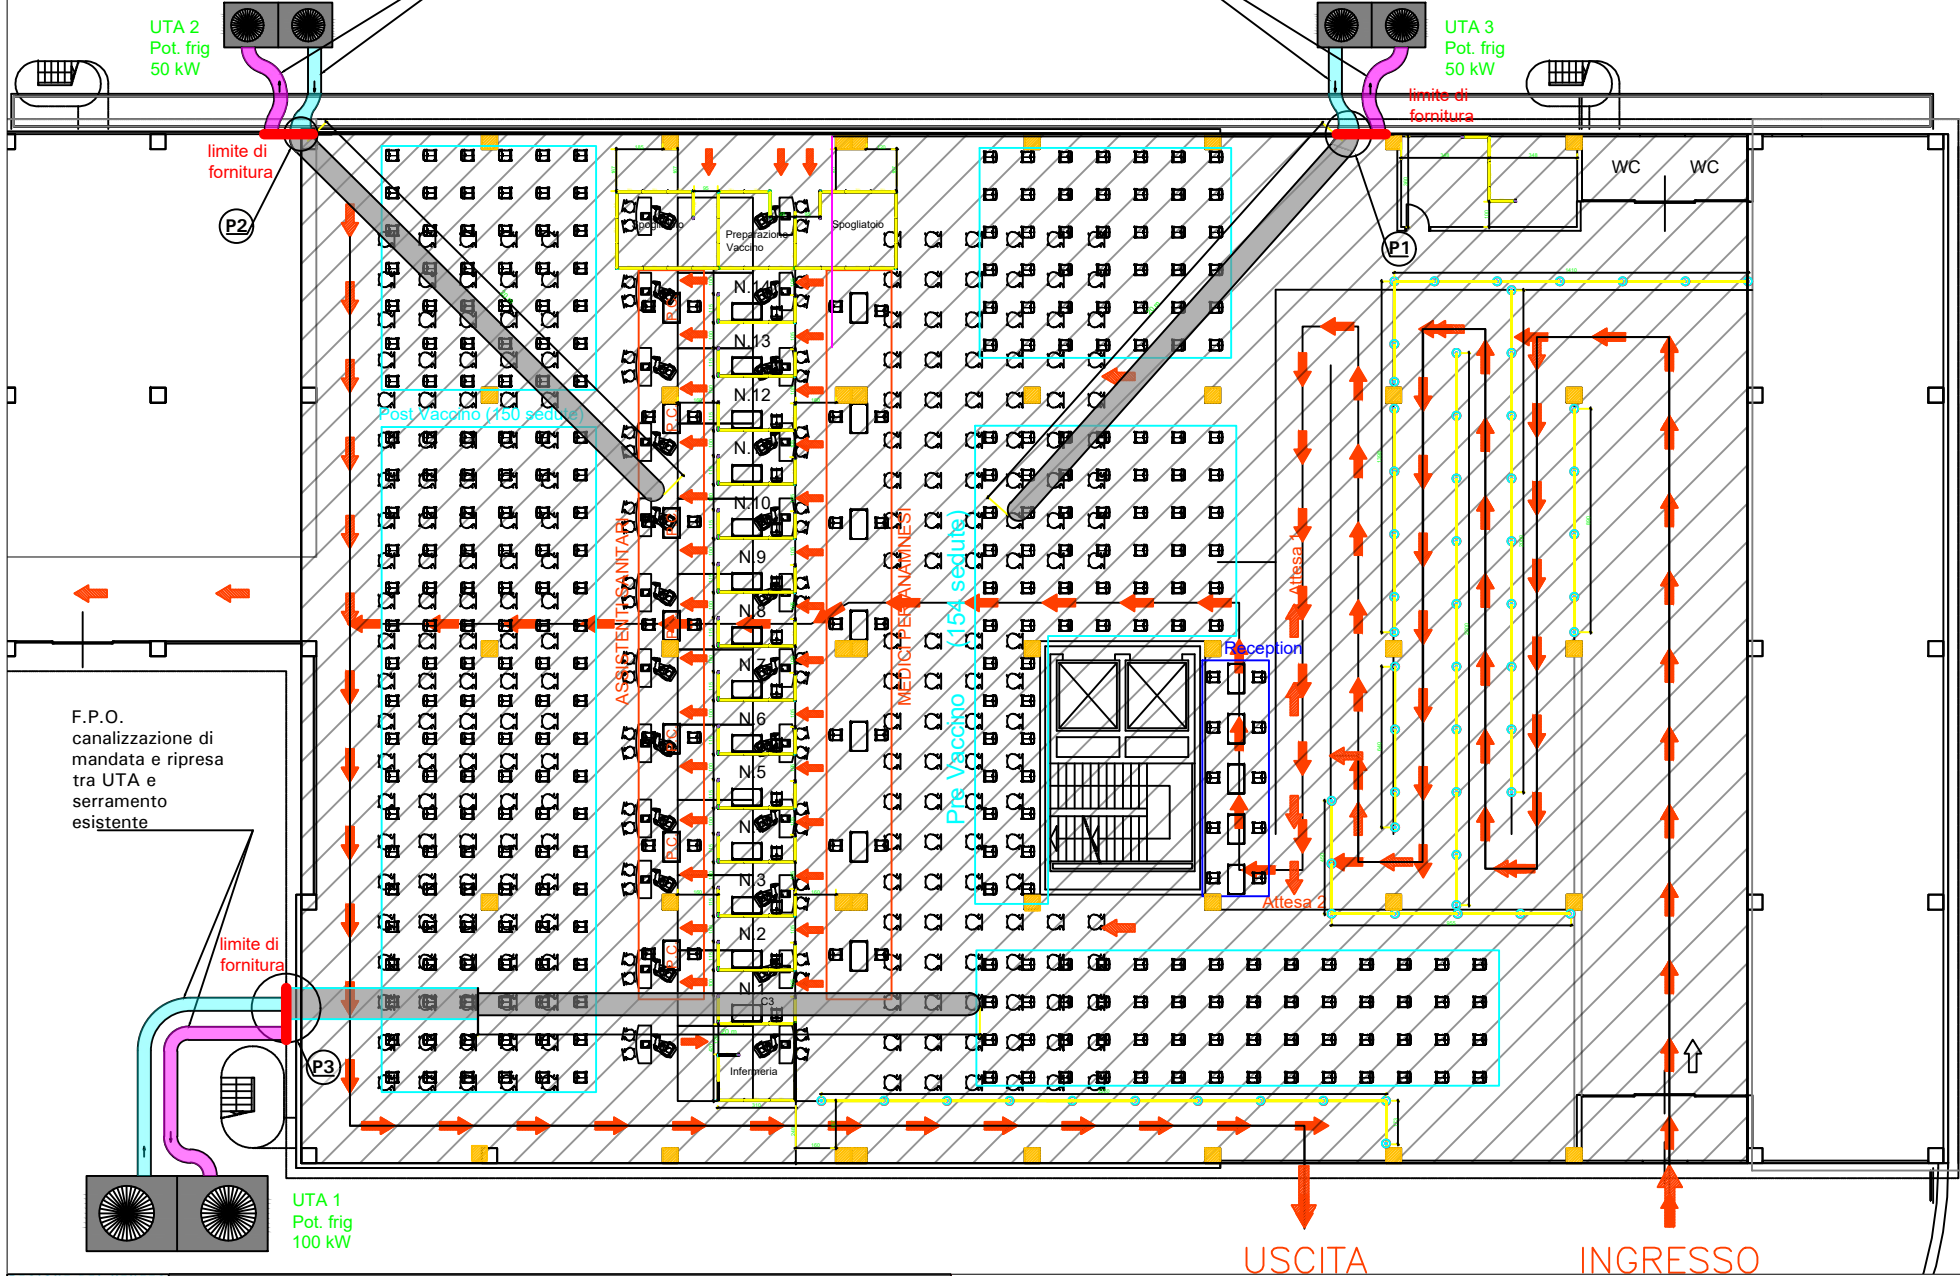 UTA 2
Pot. frig
50 kW
UTA 3
Pot. frig
50 kW
limite di
fornitura
limite di
fornitura
WC
WC
P2
P1
Spogliatoio
Preparazione
Vaccino
Spogliatoio
N.14
N.13
N.12
N.10
N.9
N.8
N.7
N.6
N.5
N.3
N.2
N.1
C3
Infermeria
Post Vaccino (150 sedute)
ASSISTENTI SANITARI
MEDICI PER ANAMNESI
Pre Vaccino (154 sedute)
Attesa 1
Reception
Attesa 2
F.P.O.
canalizzazione di
mandata e ripresa
tra UTA e
serramento
esistente
limite di
fornitura
P3
UTA 1
Pot. frig
100 kW
USCITA
INGRESSO